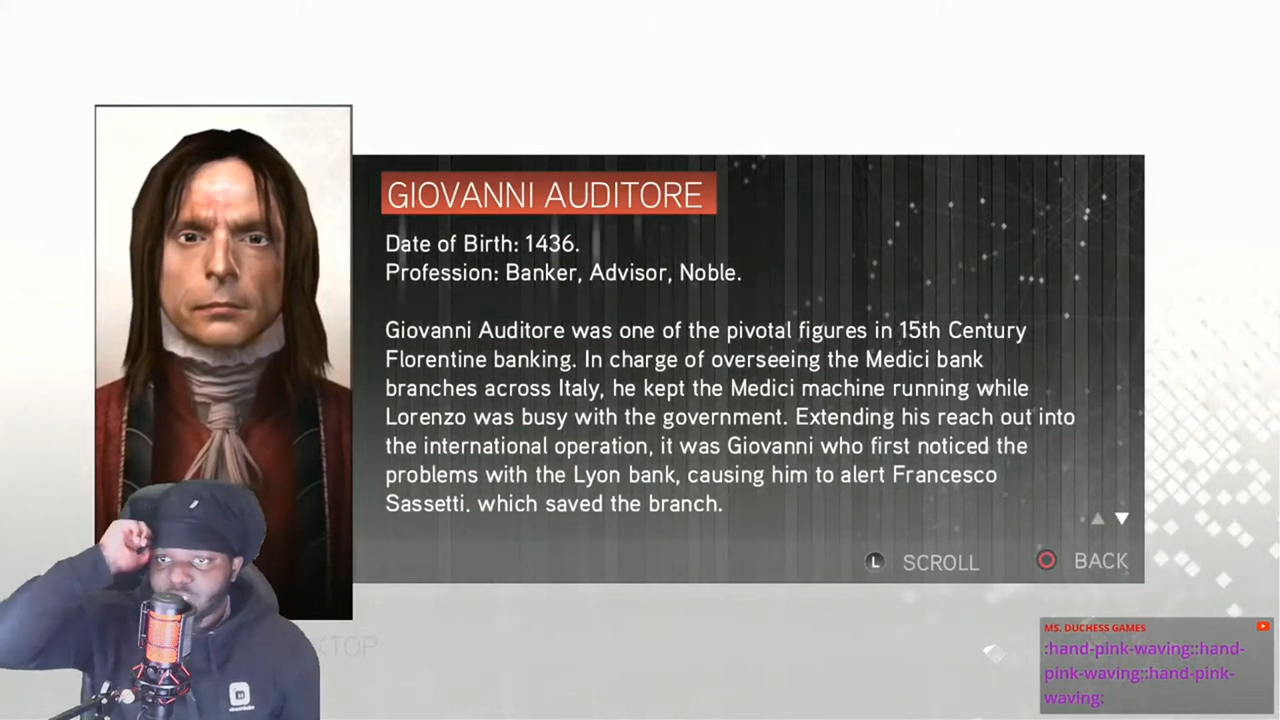 GIOVANNI AUDITORE
Date of Birth: 1436.
Profession: Banker, Advisor, Noble.
Giovanni Auditore was one of the pivotal figures in 15th Century
Florentine banking. In charge of overseeing the Medici bank
branches across Italy, he kept the Medici machine running while
Lorenzo was busy with the government. Extending his reach out into
the international operation, it was Giovanni who first noticed the
problems with the Lyon bank, causing him to alert Francesco
Sassetti. which saved the branch.
L SCROLL BACK
KTOP
MS. DUCHESS GAMES
:hand-pink-waving::hand-
pink-waving::hand-pink-
waving: